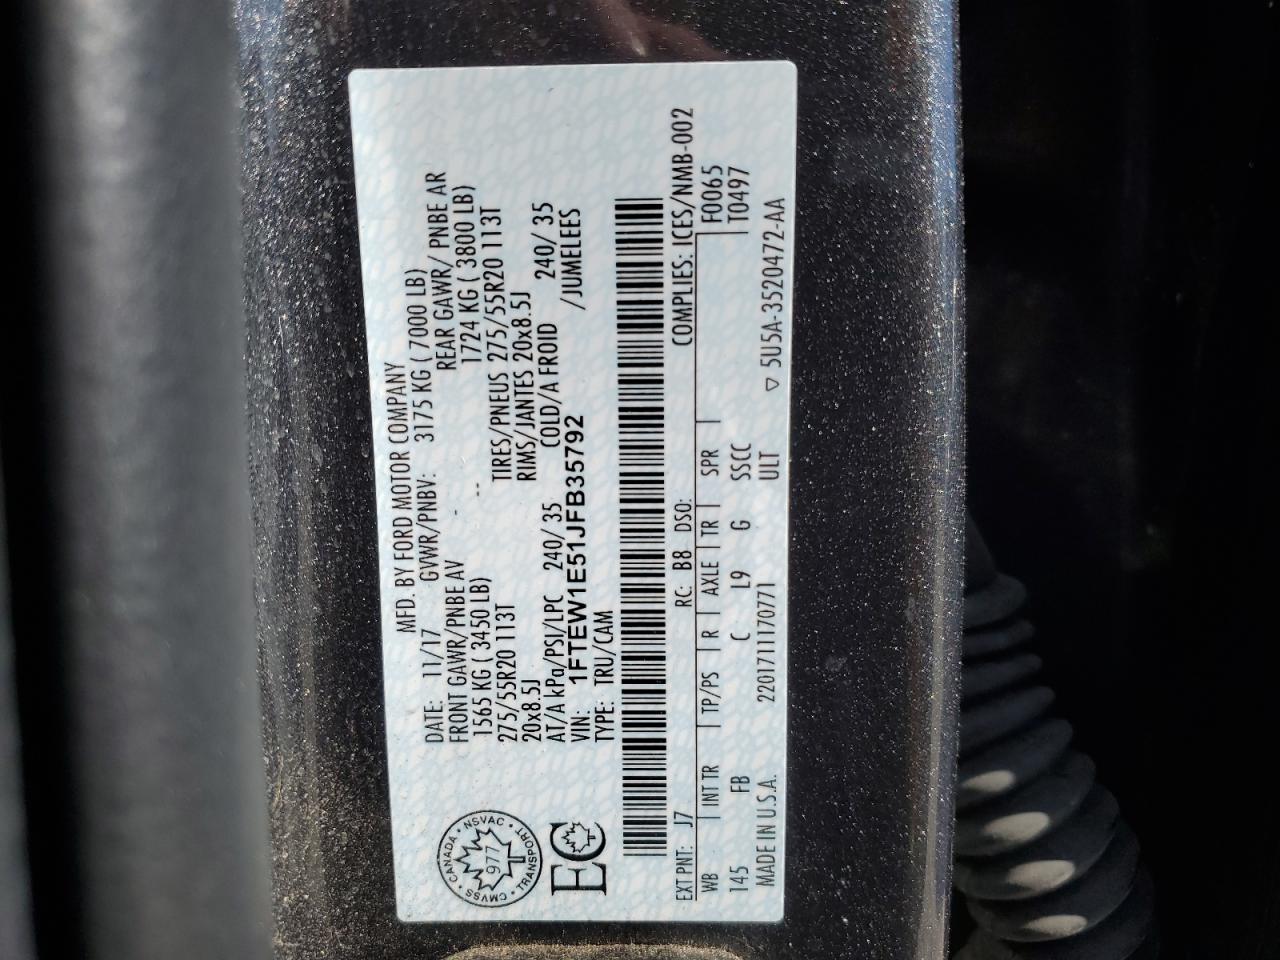 MFD. BY FORD MOTOR COMPANY
DATE: 11/17 GVWR/PNBV: 3175 KG ( 7000 LB)
FRONT GAWR/PNBE AV REAR GAWR/ PNBE AR
1565 KG ( 3450 LB) -- 1724 KG ( 3800 LB)
275/55R20 113T TIRES/PNEUS 275/55R20 113T
20x8.5J RIMS/JANTES 20x8.5J
AT/A kPa/PSI/LPC 240/ 35 COLD/A FROID 240/ 35
VIN: 1FTEW1E51JFB35792 /JUMELEES
TYPE: TRU/CAM
CANADA • NSVAC • TRANSPORT • CMVSS
977
EC
COMPLIES: ICES/NMB-002
EXT PNT: J7 RC: B8 DSO: F0065
WB INT TR TP/PS R AXLE TR SPR T0497
145 FB C L9 G SSCC
ULT
MADE IN U.S.A. 2201711170771 ▽ 5U5A-3520472-AA